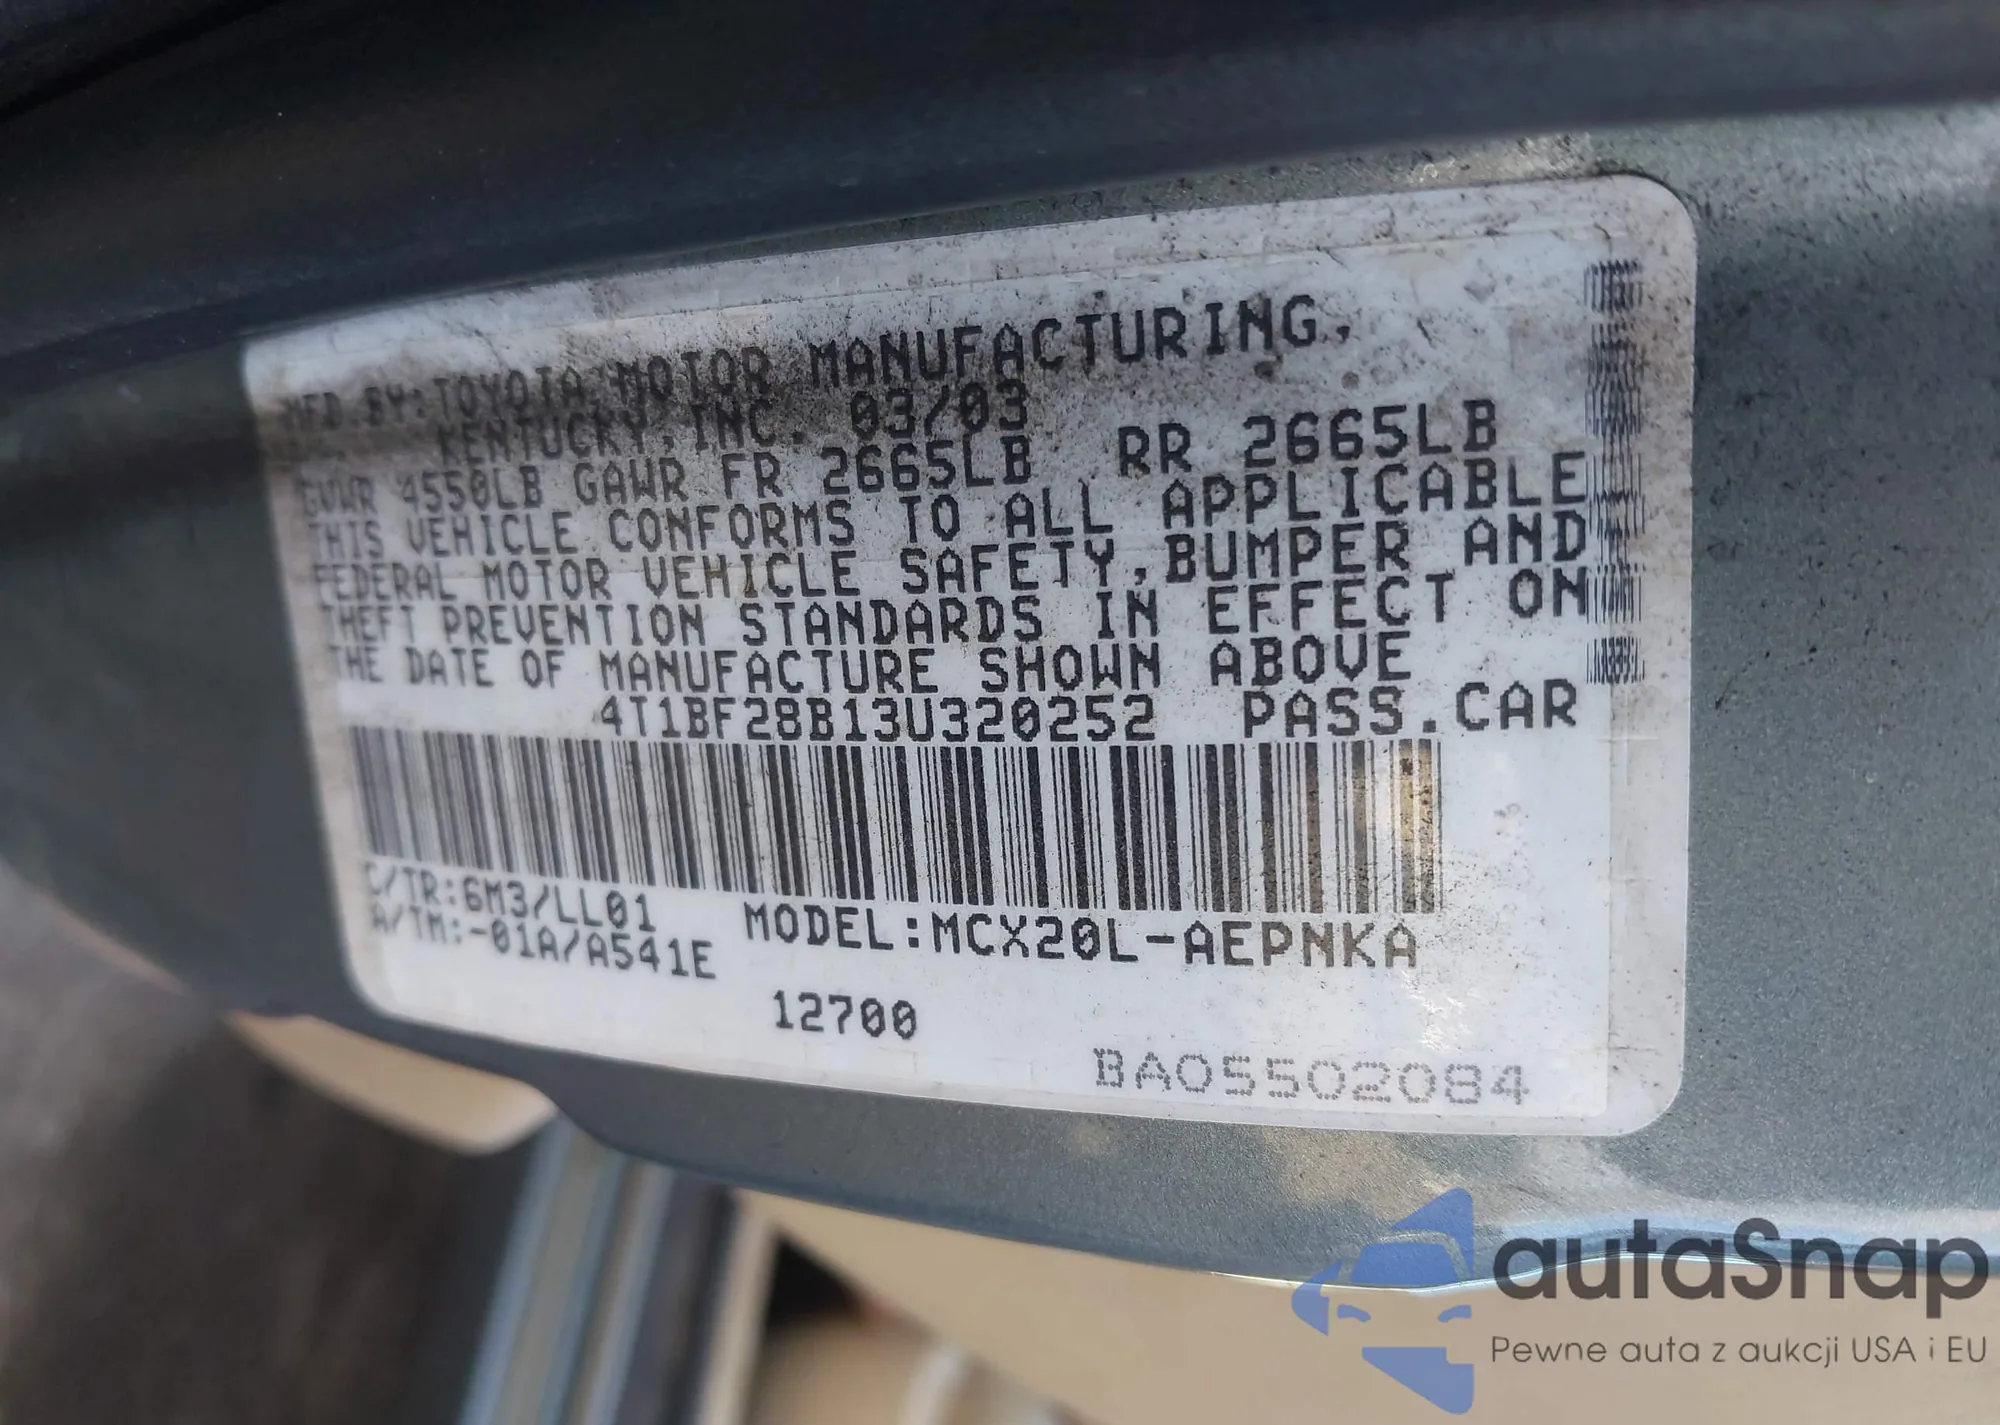 MFD.BY:TOYOTA MOTOR MANUFACTURING,
KENTUCKY,INC. 03/03
GVWR 4550LB GAWR FR 2665LB RR 2665LB
THIS VEHICLE CONFORMS TO ALL APPLICABLE
FEDERAL MOTOR VEHICLE SAFETY,BUMPER AND
THEFT PREVENTION STANDARDS IN EFFECT ON
THE DATE OF MANUFACTURE SHOWN ABOVE
4T1BF28B13U320252 PASS.CAR
C/TR:6M3/LL01
A/TM:-01A/A541E
MODEL:MCX20L-AEPNKA
12700
BA05502084
autaSnap
Pewne auta z aukcji USA i EU